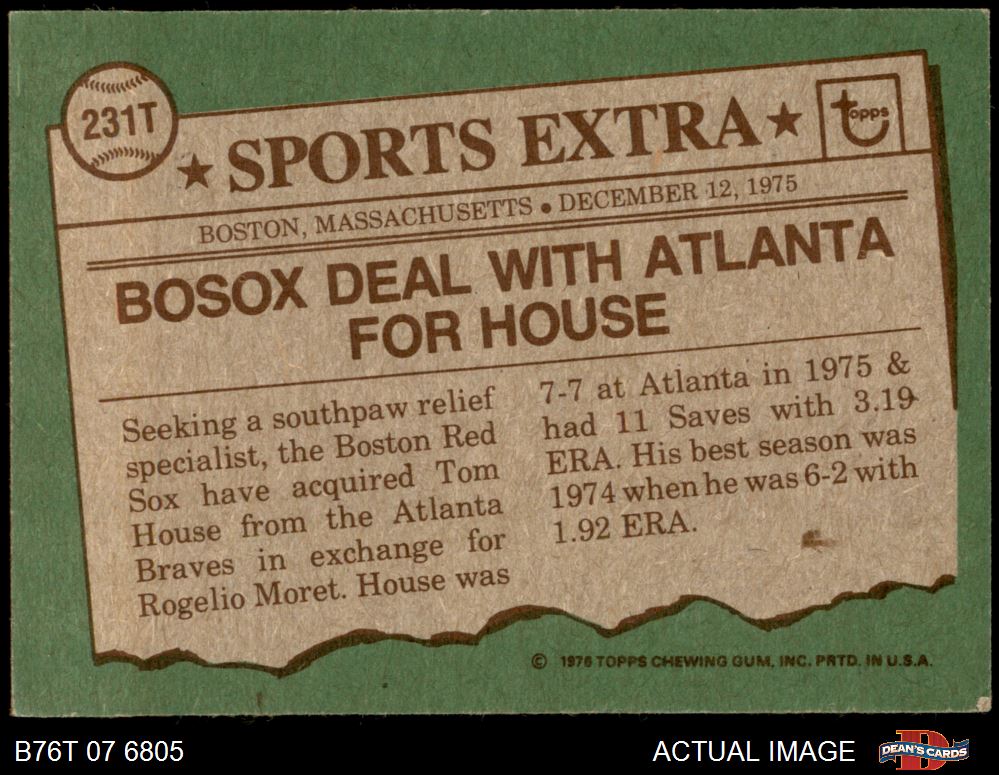 231T
★ SPORTS EXTRA ★
topps
BOSTON, MASSACHUSETTS ● DECEMBER 12, 1975
BOSOX DEAL WITH ATLANTA
FOR HOUSE
Seeking a southpaw relief
specialist, the Boston Red
Sox have acquired Tom
House from the Atlanta
Braves in exchange for
Rogelio Moret. House was
7-7 at Atlanta in 1975 &
had 11 Saves with 3.19
ERA. His best season was
1974 when he was 6-2 with
1.92 ERA.
© 1976 TOPPS CHEWING GUM, INC. PRTD. IN U.S.A.
B76T 07 6805
ACTUAL IMAGE
DEAN'S CARDS